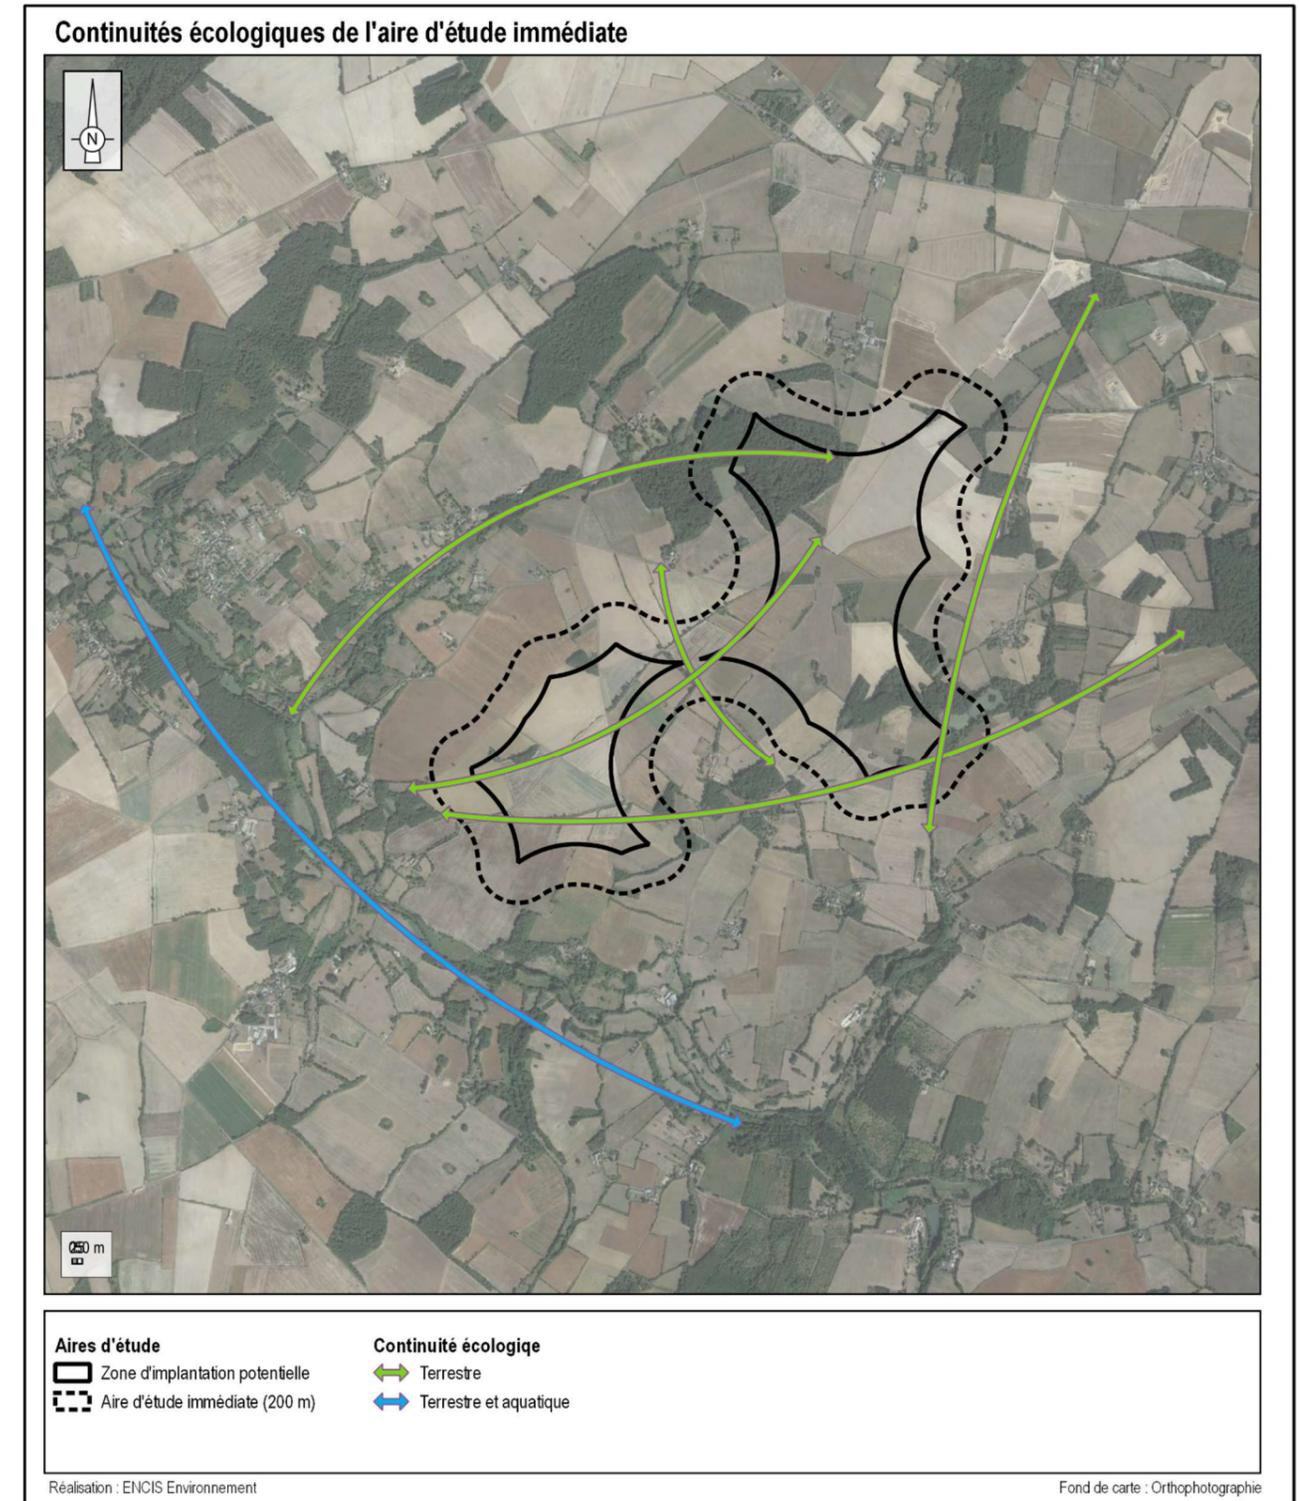 Continuités écologiques de l'aire d'étude immédiate
N
m
Aires d'étude
Zone d'implantation potentielle
Aire d'étude immédiate (200 m)
Continuité écologiqe
Terrestre
Terrestre et aquatique
Réalisation : ENCIS Environnement
Fond de carte : Orthophotographie